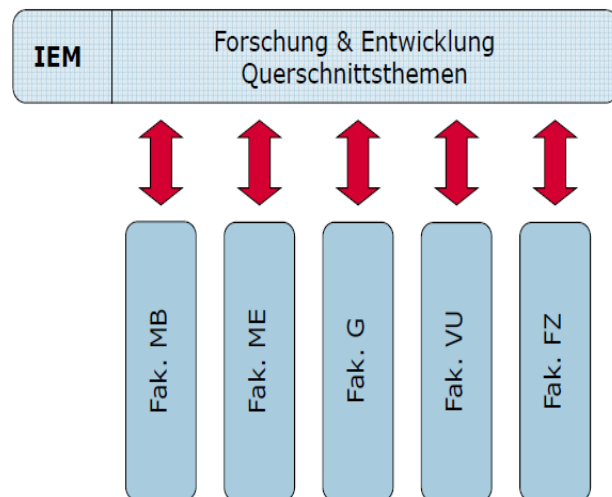 IEM
Forschung & Entwicklung
Querschnittsthemen
Fak. MB
Fak. ME
Fak. G
Fak. VU
Fak. FZ